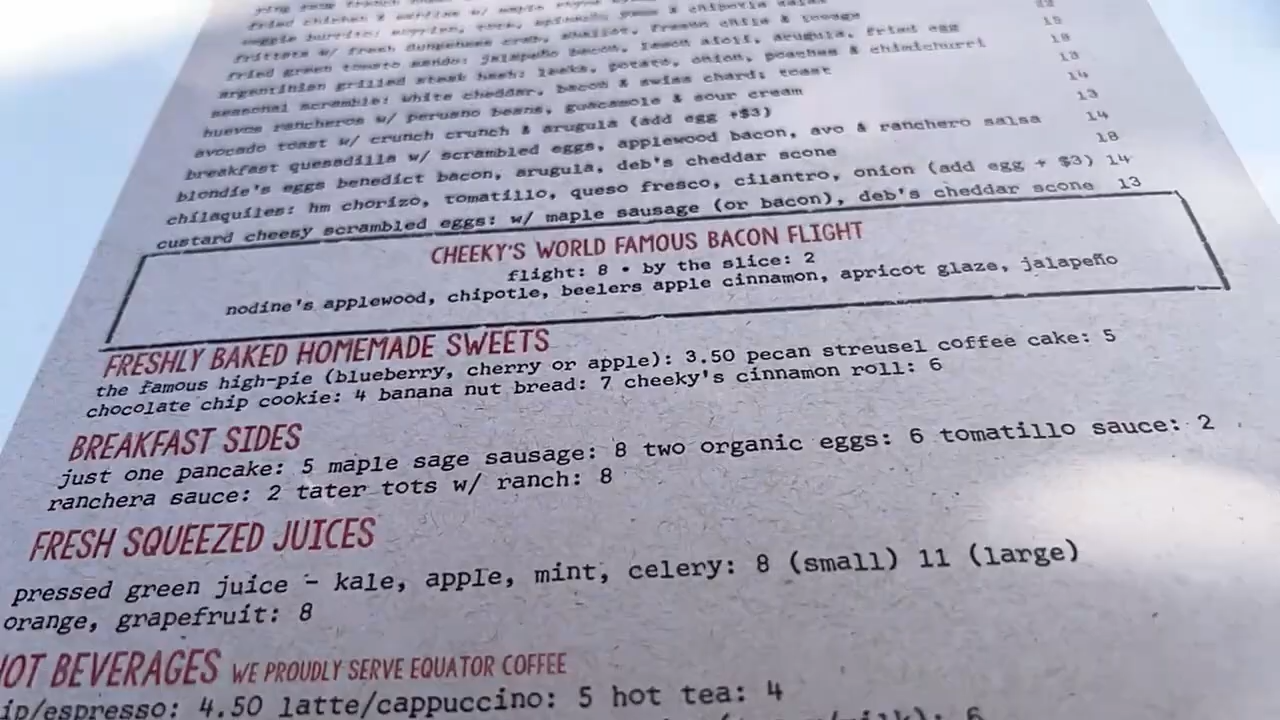 fried green tomato sando: jalapeño bacon, lemon aioli, arugula, fried egg 18
argentinian grilled steak hash: leeks, potato, onion, poaches & chimichurri 19
seasonal scramble: white cheddar, bacon & swiss chard; toast 13
huevos rancheros w/ peruano beans, guacamole & sour cream 14
avocado toast w/ crunch crunch & arugula (add egg +$3) 13
breakfast quesadilla w/ scrambled eggs, applewood bacon, avo & ranchero salsa 14
blondie's eggs benedict bacon, arugula, deb's cheddar scone 18
chilaquiles: hm chorizo, tomatillo, queso fresco, cilantro, onion (add egg + $3) 14
custard cheesy scrambled eggs: w/ maple sausage (or bacon), deb's cheddar scone 13
CHEEKY'S WORLD FAMOUS BACON FLIGHT
flight: 8 • by the slice: 2
nodine's applewood, chipotle, beelers apple cinnamon, apricot glaze, jalapeño
FRESHLY BAKED HOMEMADE SWEETS
the famous high-pie (blueberry, cherry or apple): 3.50 pecan streusel coffee cake: 5
chocolate chip cookie: 4 banana nut bread: 7 cheeky's cinnamon roll: 6
BREAKFAST SIDES
just one pancake: 5 maple sage sausage: 8 two organic eggs: 6 tomatillo sauce: 2
ranchera sauce: 2 tater tots w/ ranch: 8
FRESH SQUEEZED JUICES
pressed green juice - kale, apple, mint, celery: 8 (small) 11 (large)
orange, grapefruit: 8
HOT BEVERAGES WE PROUDLY SERVE EQUATOR COFFEE
ip/espresso: 4.50 latte/cappuccino: 5 hot tea: 4